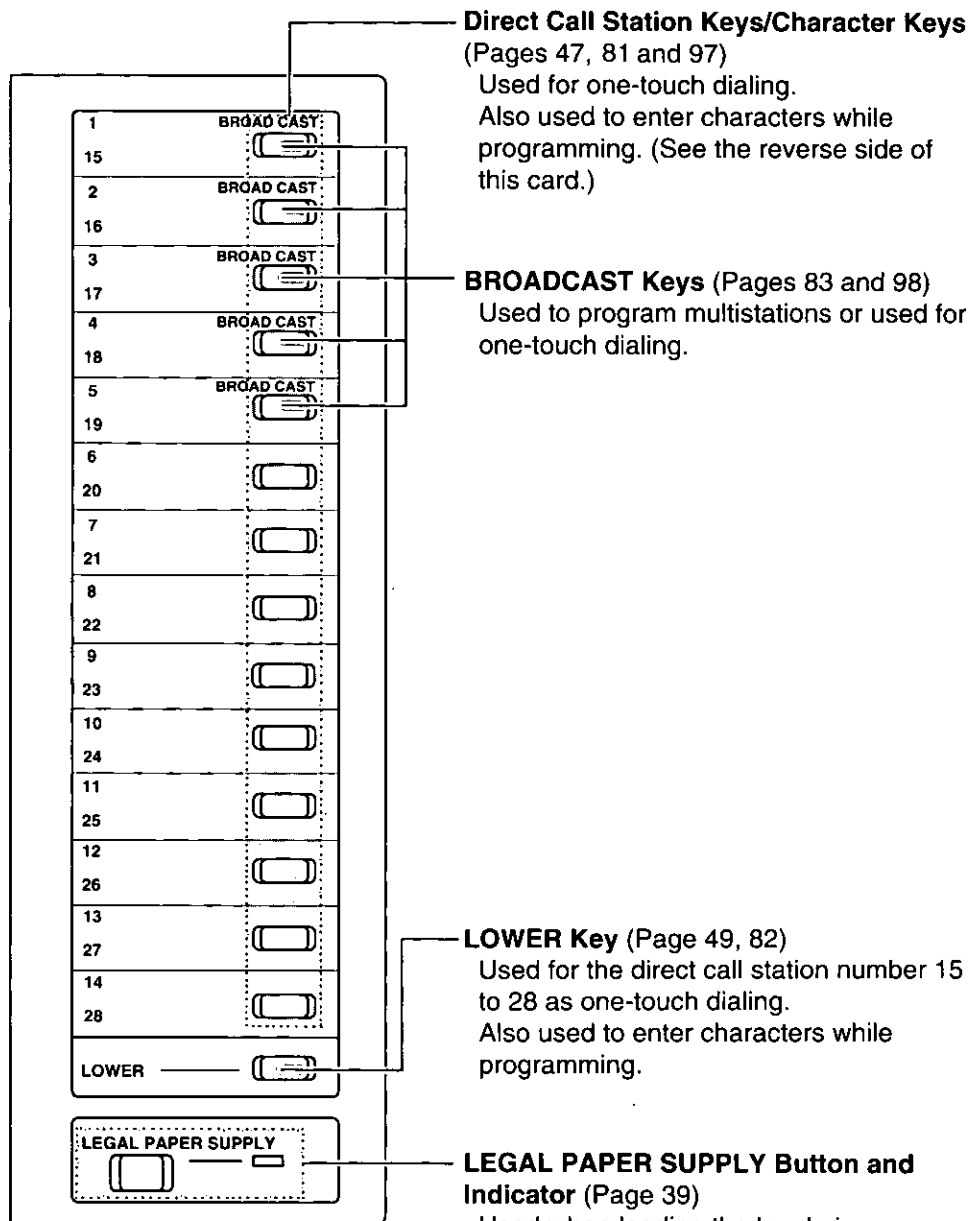 Direct Call Station Keys/Character Keys
(Pages 47, 81 and 97)
Used for one-touch dialing.
Also used to enter characters while
programming. (See the reverse side of
this card.)
1 BROAD CAST
15
2 BROAD CAST
16
3 BROAD CAST
17
4 BROAD CAST
18
5 BROAD CAST
19
BROADCAST Keys (Pages 83 and 98)
Used to program multistations or used for
one-touch dialing.
6
20
7
21
8
22
9
23
10
24
11
25
12
26
13
27
14
28
LOWER
LOWER Key (Page 49, 82)
Used for the direct call station number 15
to 28 as one-touch dialing.
Also used to enter characters while
programming.
LEGAL PAPER SUPPLY
LEGAL PAPER SUPPLY Button and
Indicator (Page 39)